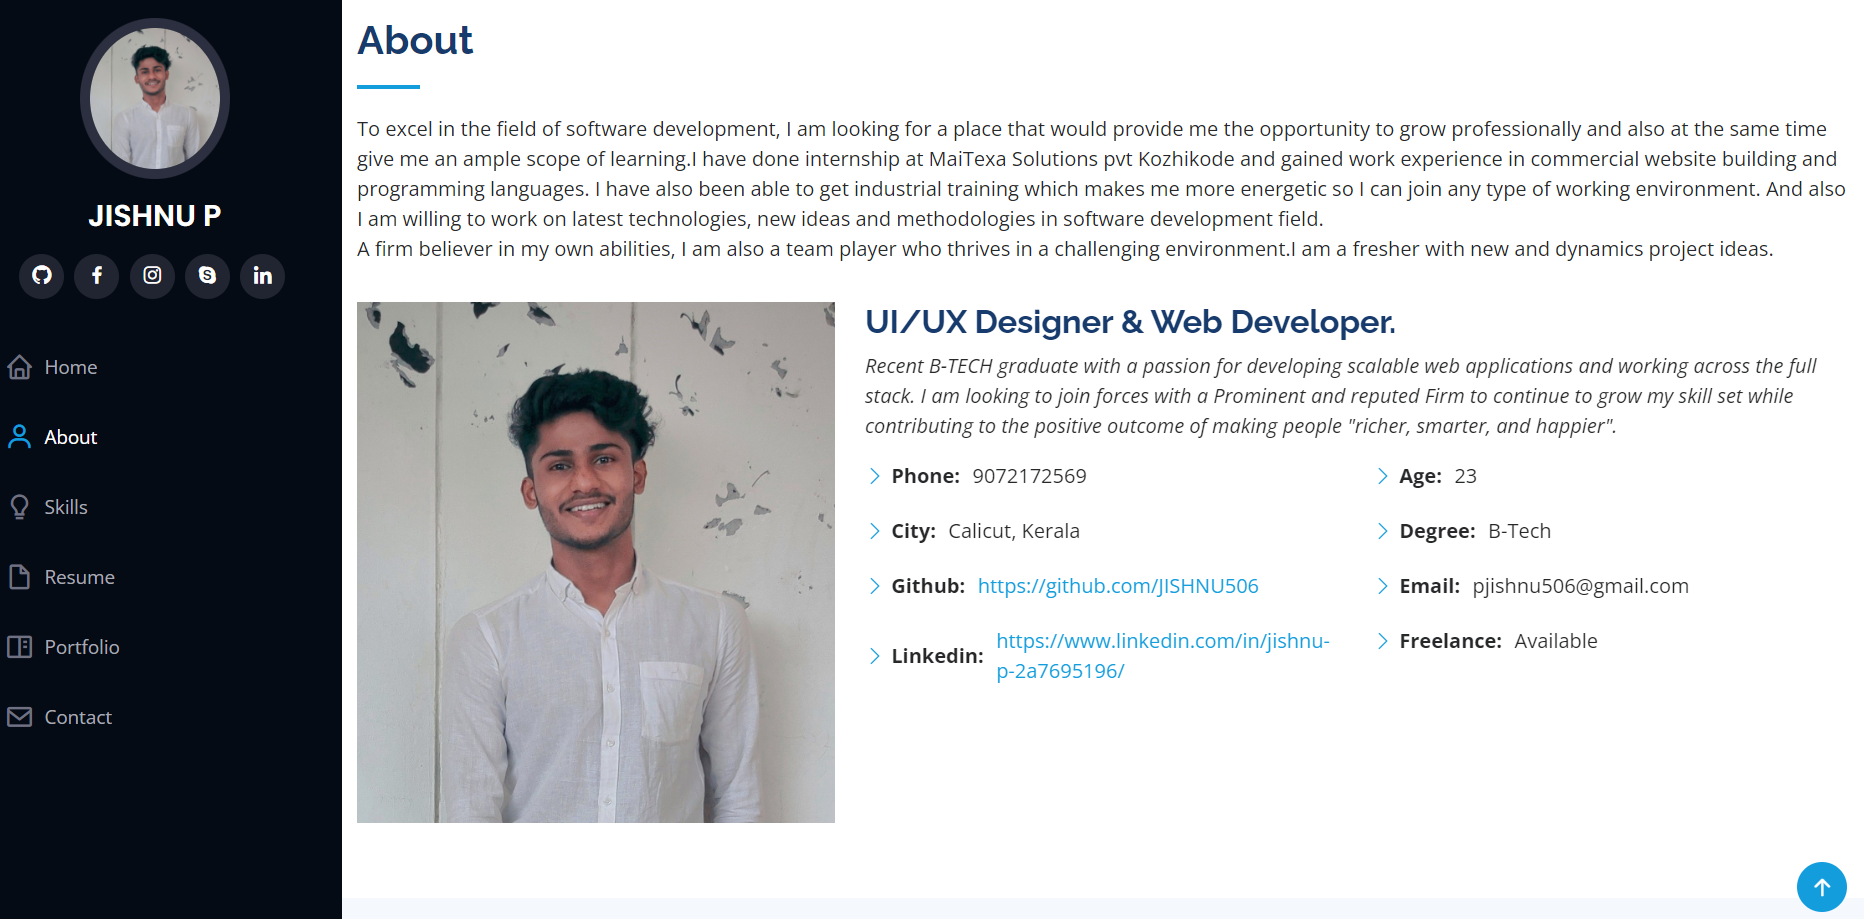 JISHNU P
Home
About
Skills
Resume
Portfolio
Contact
About
To excel in the field of software development, I am looking for a place that would provide me the opportunity to grow professionally and also at the same time
give me an ample scope of learning.I have done internship at MaiTexa Solutions pvt Kozhikode and gained work experience in commercial website building and
programming languages. I have also been able to get industrial training which makes me more energetic so I can join any type of working environment. And also
I am willing to work on latest technologies, new ideas and methodologies in software development field.
A firm believer in my own abilities, I am also a team player who thrives in a challenging environment.I am a fresher with new and dynamics project ideas.
UI/UX Designer & Web Developer.
Recent B-TECH graduate with a passion for developing scalable web applications and working across the full
stack. I am looking to join forces with a Prominent and reputed Firm to continue to grow my skill set while
contributing to the positive outcome of making people "richer, smarter, and happier".
Phone: 9072172569
City: Calicut, Kerala
Github: https://github.com/JISHNU506
Linkedin: https://www.linkedin.com/in/jishnu-
p-2a7695196/
Age: 23
Degree: B-Tech
Email: pjishnu506@gmail.com
Freelance: Available